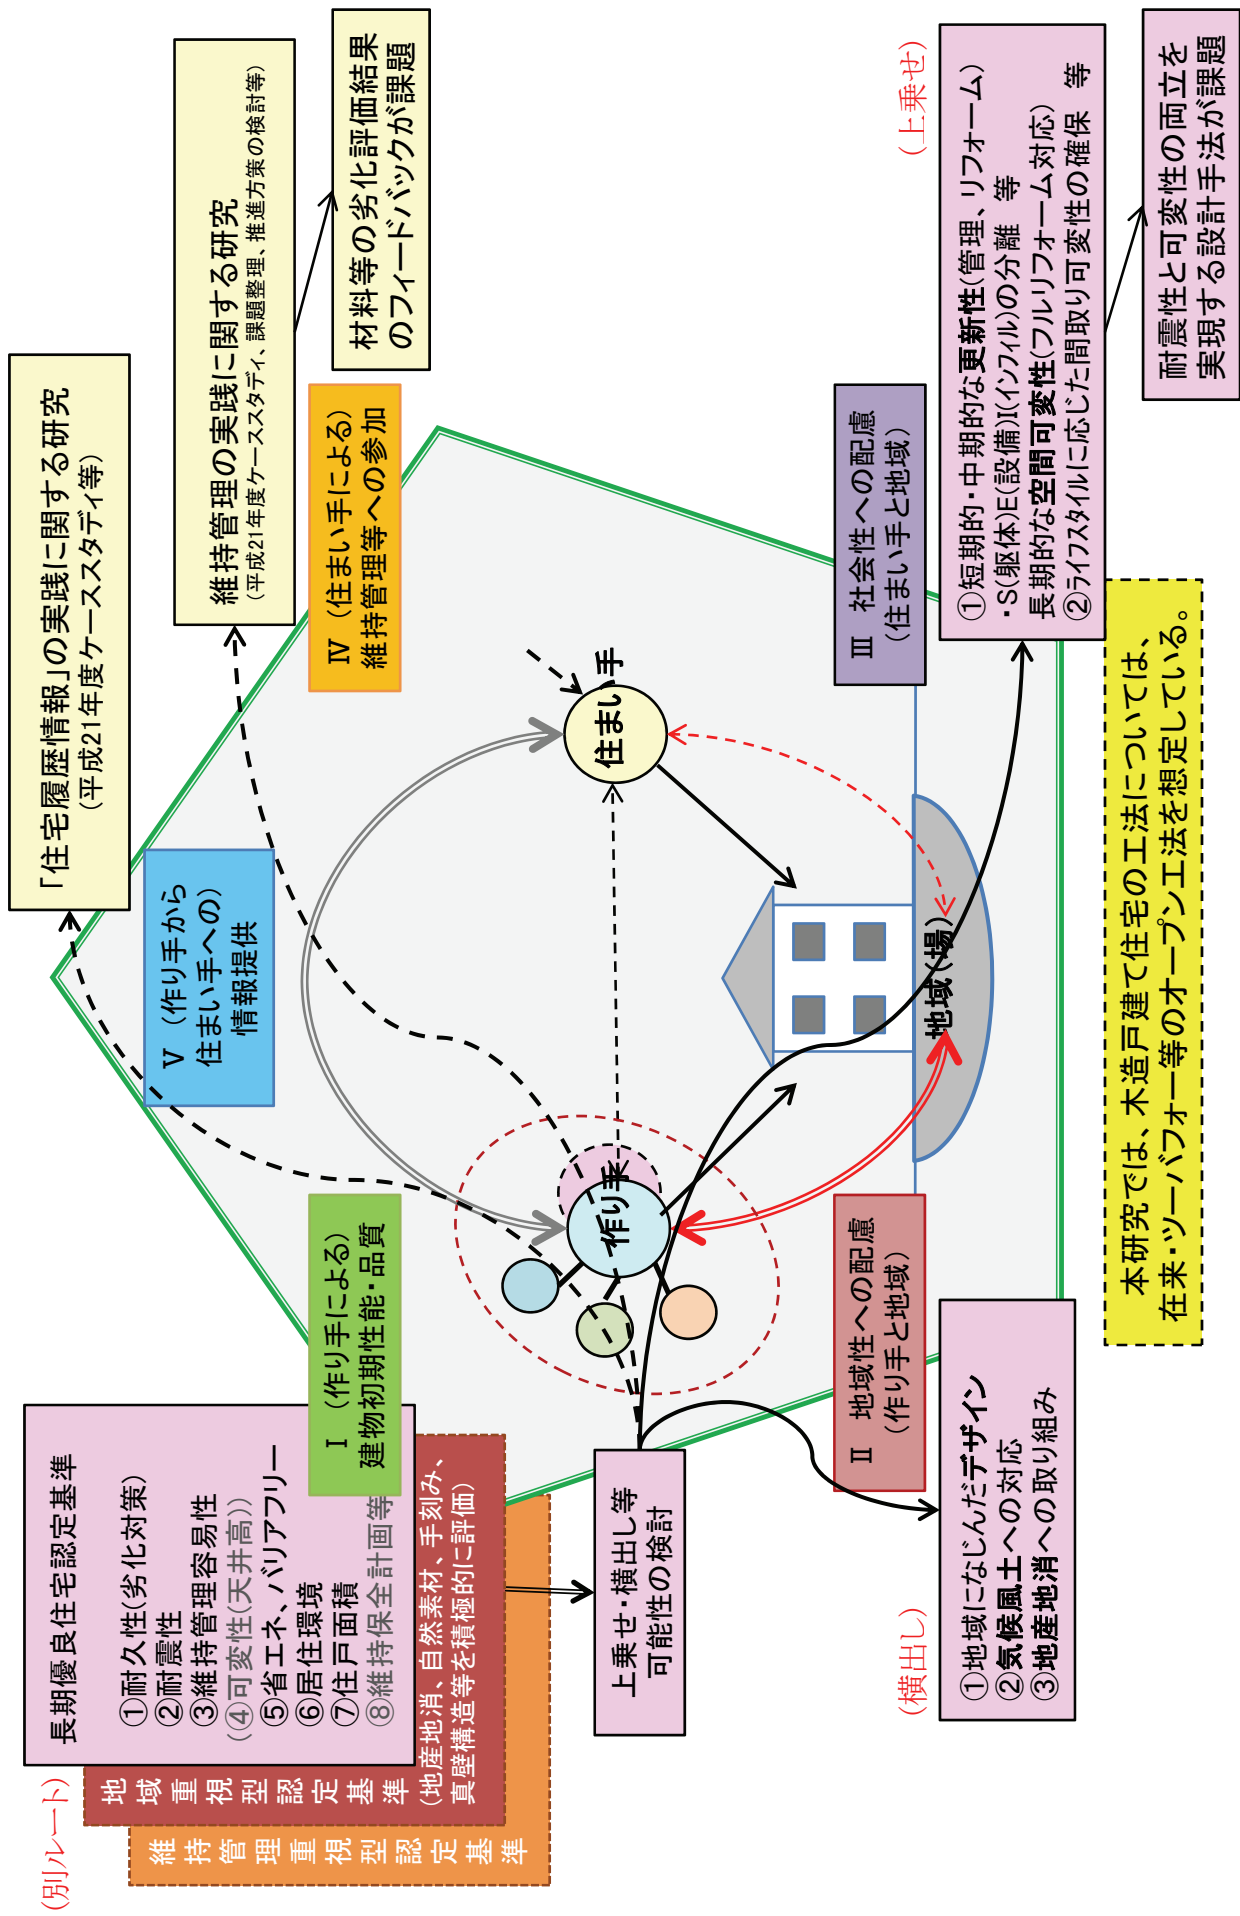 (別ルート)
長期優良住宅認定基準
①耐久性(劣化対策)
②耐震性
③維持管理容易性
(④可変性(天井高))
⑤省エネ、バリアフリー
⑥居住環境
⑦住戸面積
⑧維持保全計画等
地域重視型認定基準
(地産地消、自然素材、手刻み、
真壁構造等を積極的に評価)
維持管理重視型認定基準
「住宅履歴情報」の実践に関する研究
(平成21年度ケーススタディ等)
維持管理の実践に関する研究
(平成21年度ケーススタディ、課題整理、推進方策の検討等)
材料等の劣化評価結果
のフィードバックが課題
Ⅴ (作り手から
住まい手への)
情報提供
Ⅰ (作り手による)
建物初期性能・品質
Ⅳ (住まい手による)
維持管理等への参加
作り手
住まい手
上乗せ・横出し等
可能性の検討
地域(場)
Ⅱ 地域性への配慮
(作り手と地域)
Ⅲ 社会性への配慮
(住まい手と地域)
(横出し)
①地域になじんだデザイン
②気候風土への対応
③地産地消への取り組み
(上乗せ)
①短期的・中期的な更新性(管理、リフォーム)
・S(躯体)E(設備)I(インフィル)の分離 等
長期的な空間可変性(フルリフォーム対応)
②ライフスタイルに応じた間取り可変性の確保 等
本研究では、木造戸建て住宅の工法については、
在来・ツーバフォー等のオープン工法を想定している。
耐震性と可変性の両立を
実現する設計手法が課題